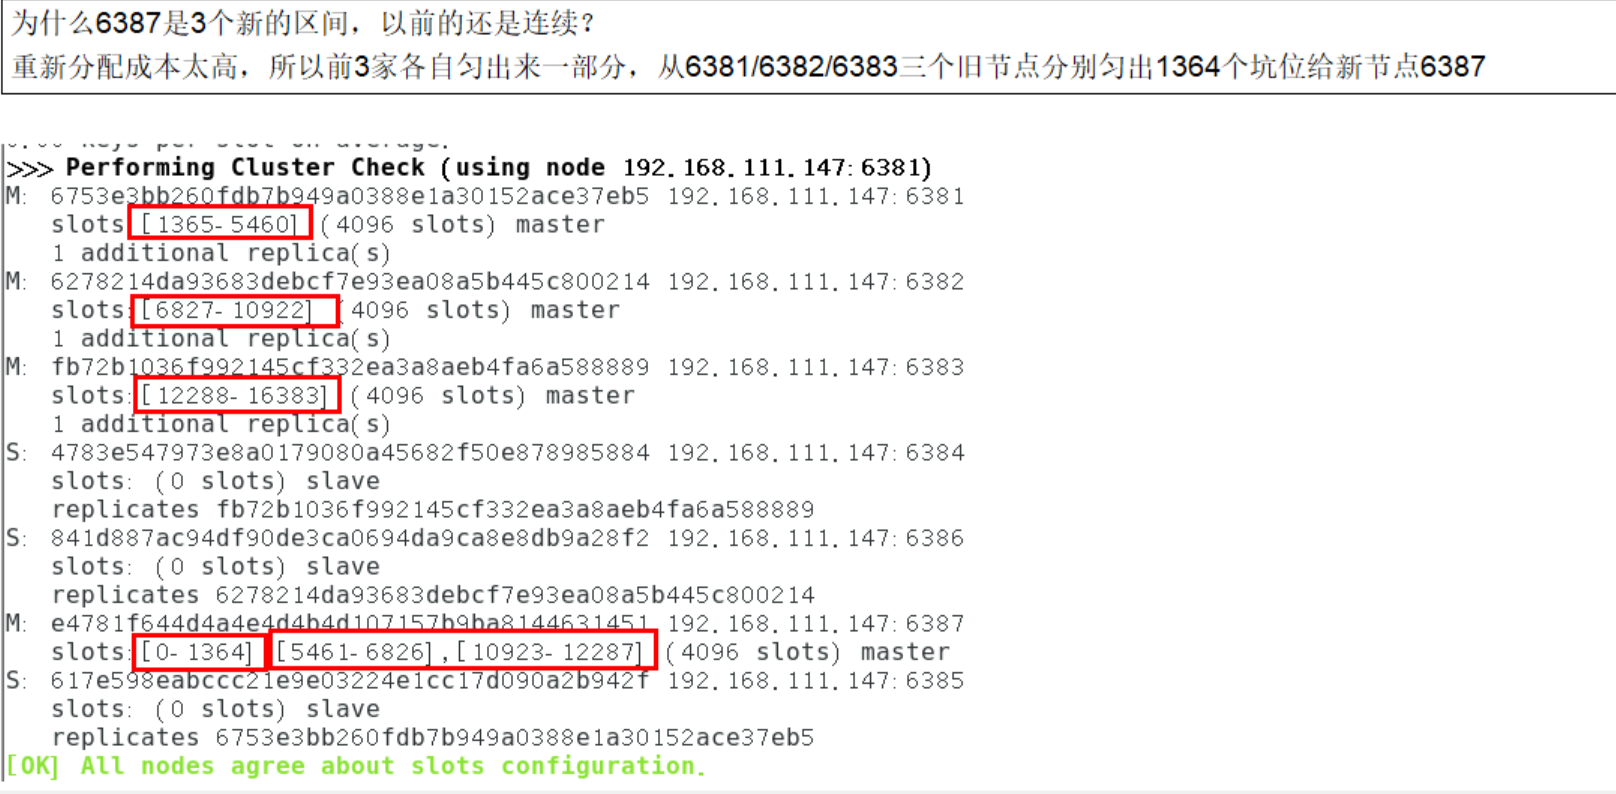 为什么6387是3个新的区间，以前的还是连续？
重新分配成本太高，所以前3家各自匀出来一部分，从6381/6382/6383三个旧节点分别匀出1364个坑位给新节点6387
>>> Performing Cluster Check (using node 192.168.111.147:6381)
M: 6753e3bb260fdb7b949a0388e1a30152ace37eb5 192.168.111.147:6381
slots:[1365-5460] (4096 slots) master
1 additional replica(s)
M: 6278214da93683debcf7e93ea08a5b445c800214 192.168.111.147:6382
slots:[6827-10922] (4096 slots) master
1 additional replica(s)
M: fb72b1036f992145cf332ea3a8aeb4fa6a588889 192.168.111.147:6383
slots:[12288-16383] (4096 slots) master
1 additional replica(s)
S: 4783e547973e8a0179080a45682f50e878985884 192.168.111.147:6384
slots: (0 slots) slave
replicates fb72b1036f992145cf332ea3a8aeb4fa6a588889
S: 841d887ac94df90de3ca0694da9ca8e8db9a28f2 192.168.111.147:6386
slots: (0 slots) slave
replicates 6278214da93683debcf7e93ea08a5b445c800214
M: e4781f644d4a4e4d4b4d107157b9ba8144631451 192.168.111.147:6387
slots:[0-1364],[5461-6826],[10923-12287] (4096 slots) master
S: 617e598eabccc21e9e03224e1cc17d090a2b942f 192.168.111.147:6385
slots: (0 slots) slave
replicates 6753e3bb260fdb7b949a0388e1a30152ace37eb5
[OK] All nodes agree about slots configuration.